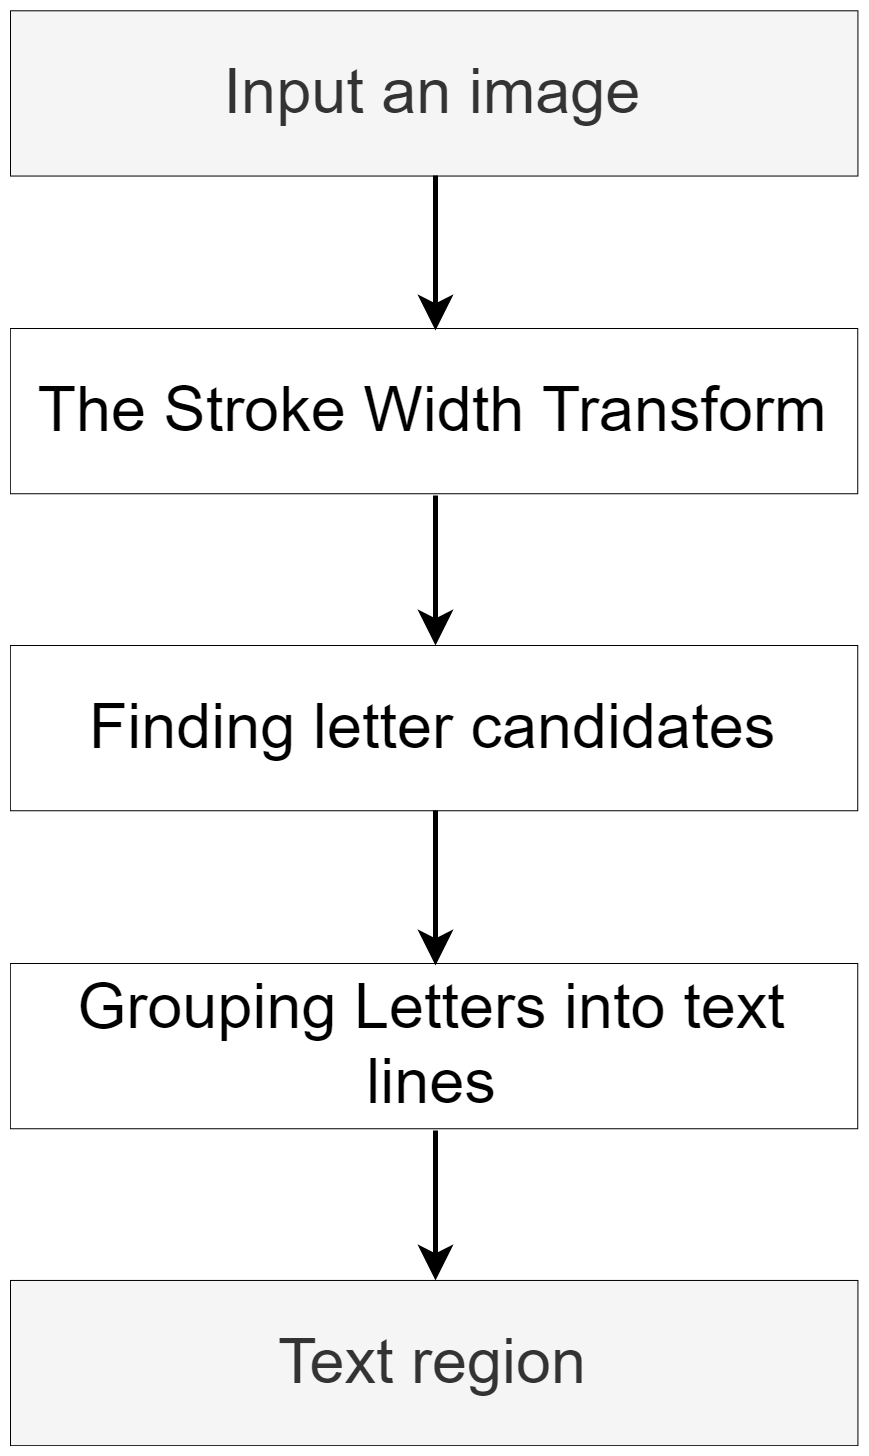 Input an image
The Stroke Width Transform
Finding letter candidates
Grouping Letters into text
lines
Text region